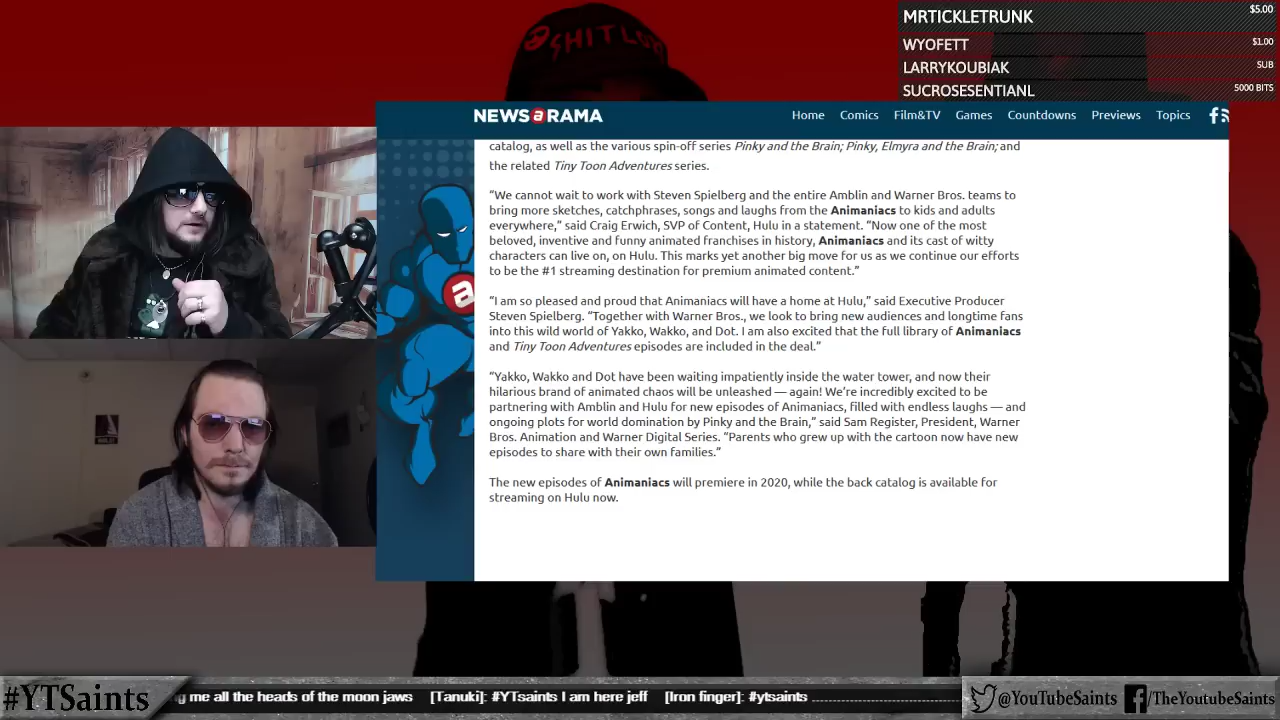 @SHITLORD
MRTICKLETRUNK $5.00
WYOFETT $1.00
LARRYKOUBIAK SUB
SUCROSESENTIANL 5000 BITS
NEWSaRAMA Home Comics Film&TV Games Countdowns Previews Topics
catalog, as well as the various spin-off series Pinky and the Brain; Pinky, Elmyra and the Brain; and
the related Tiny Toon Adventures series.
“We cannot wait to work with Steven Spielberg and the entire Amblin and Warner Bros. teams to
bring more sketches, catchphrases, songs and laughs from the Animaniacs to kids and adults
everywhere,” said Craig Erwich, SVP of Content, Hulu in a statement. “Now one of the most
beloved, inventive and funny animated franchises in history, Animaniacs and its cast of witty
characters can live on, on Hulu. This marks yet another big move for us as we continue our efforts
to be the #1 streaming destination for premium animated content.”
“I am so pleased and proud that Animaniacs will have a home at Hulu,” said Executive Producer
Steven Spielberg. “Together with Warner Bros., we look to bring new audiences and longtime fans
into this wild world of Yakko, Wakko, and Dot. I am also excited that the full library of Animaniacs
and Tiny Toon Adventures episodes are included in the deal.”
“Yakko, Wakko and Dot have been waiting impatiently inside the water tower, and now their
hilarious brand of animated chaos will be unleashed — again! We’re incredibly excited to be
partnering with Amblin and Hulu for new episodes of Animaniacs, filled with endless laughs — and
ongoing plots for world domination by Pinky and the Brain,” said Sam Register, President, Warner
Bros. Animation and Warner Digital Series. “Parents who grew up with the cartoon now have new
episodes to share with their own families.”
The new episodes of Animaniacs will premiere in 2020, while the back catalog is available for
streaming on Hulu now.
a
#YTSaints
g me all the heads of the moon jaws [Tanuki]: #YTsaints I am here jeff [Iron finger]: #ytsaints
@YouTubeSaints /TheYoutubeSaints